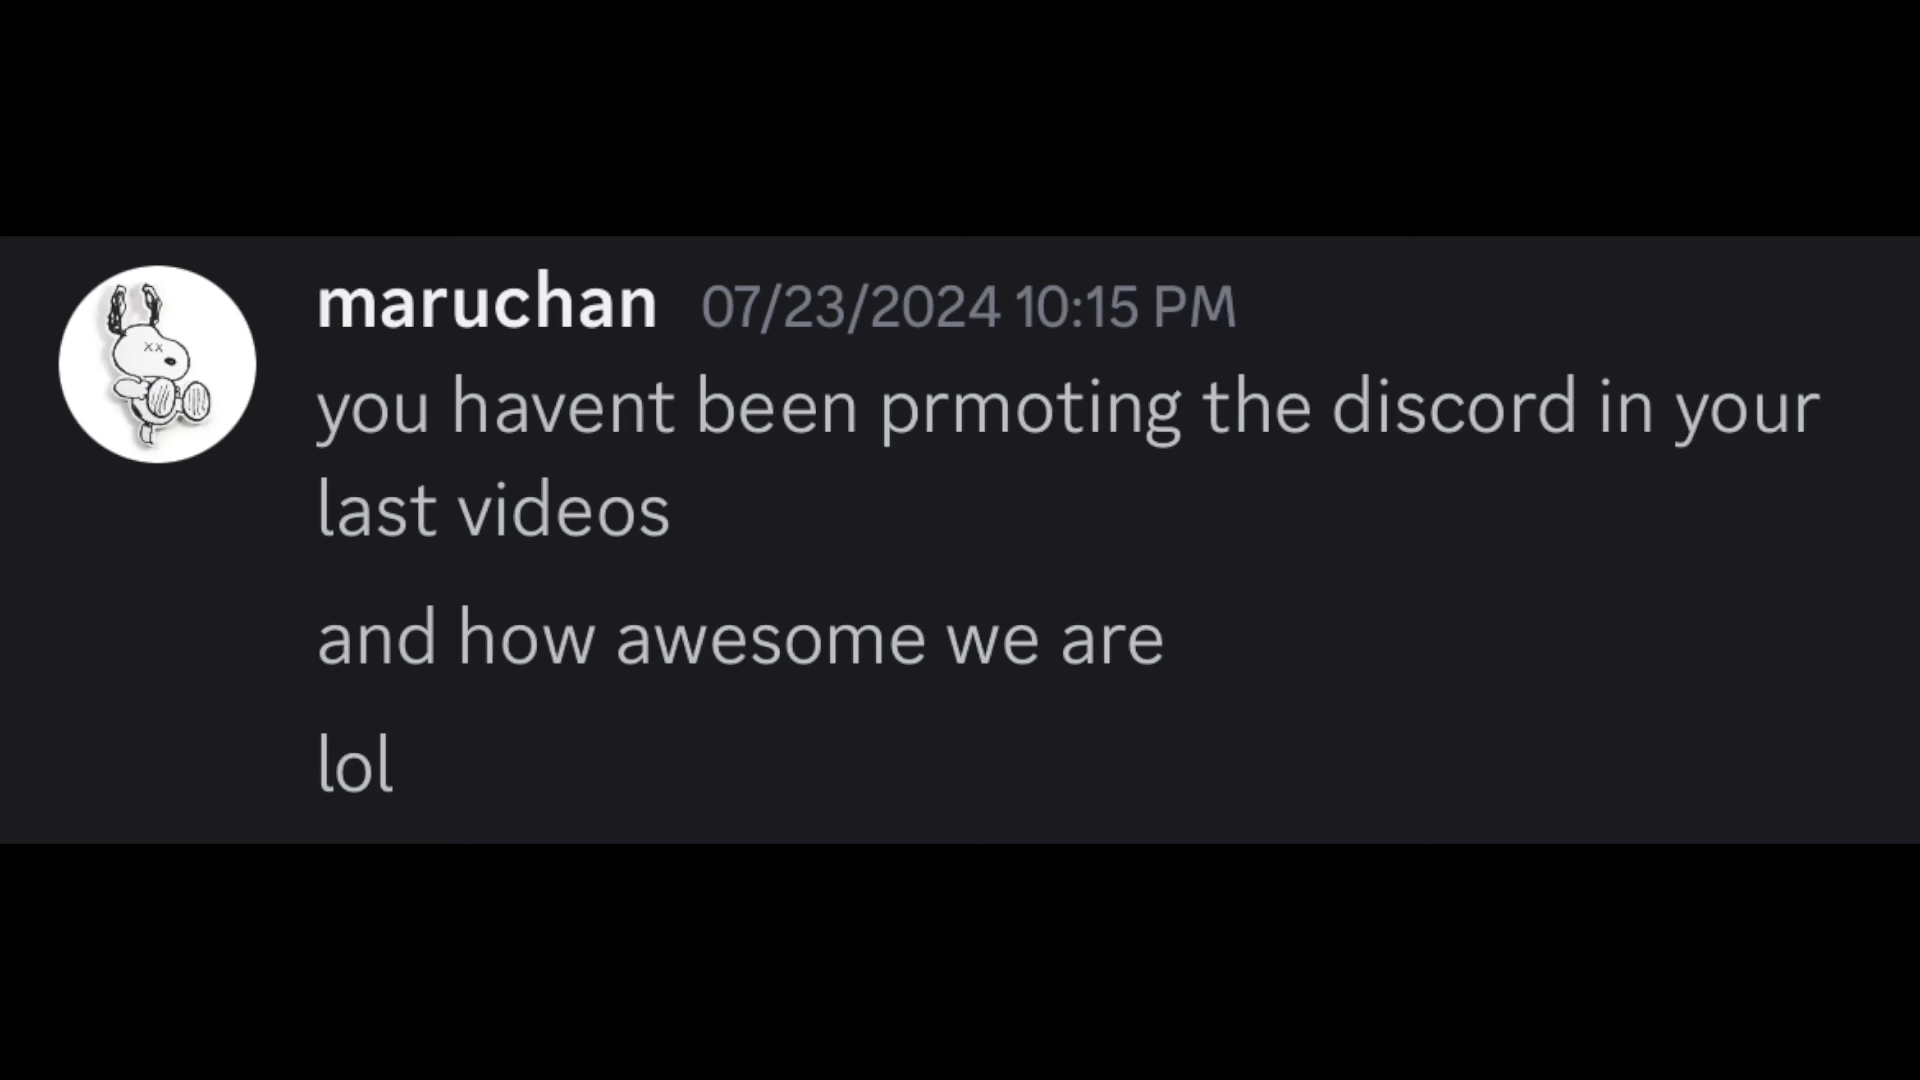 maruchan 07/23/2024 10:15 PM
you havent been prmoting the discord in your
last videos
and how awesome we are
lol